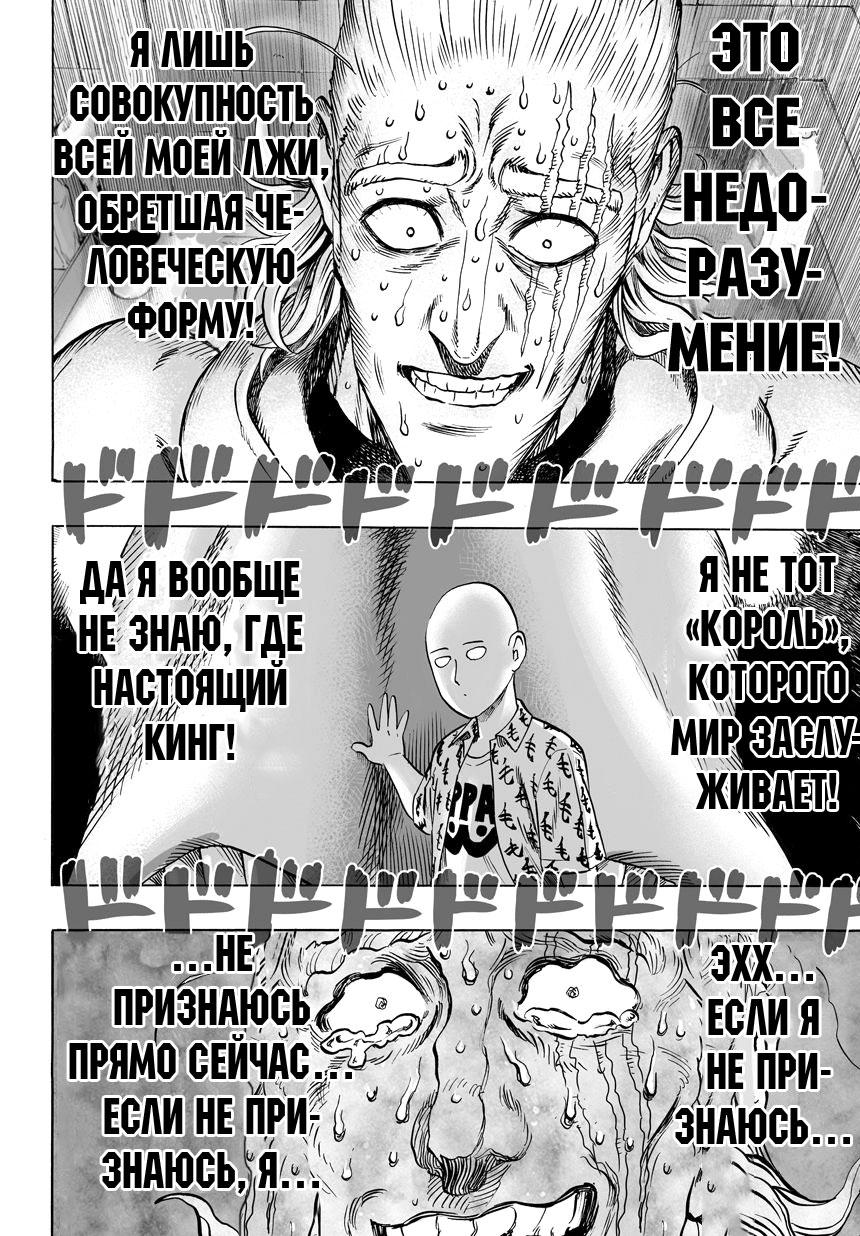 ЭТО
ВСЕ
НЕДО-
РАЗУ-
МЕНИЕ!
Я ЛИШЬ
СОВОКУПНОСТЬ
ВСЕЙ МОЕЙ ЛЖИ,
ОБРЕТШАЯ ЧЕ-
ЛОВЕЧЕСКУЮ
ФОРМУ!
ドドドドドドドドドド
Я НЕ ТОТ
«КОРОЛЬ»,
КОТОРОГО
МИР ЗАСЛУ-
ЖИВАЕТ!
ДА Я ВООБЩЕ
НЕ ЗНАЮ, ГДЕ
НАСТОЯЩИЙ
КИНГ!
PPA
ドドドドドドドドドドド
ЭХХ...
ЕСЛИ Я
НЕ ПРИ-
ЗНАЮСЬ...
...НЕ
ПРИЗНАЮСЬ
ПРЯМО СЕЙЧАС...
ЕСЛИ НЕ ПРИ-
ЗНАЮСЬ, Я...